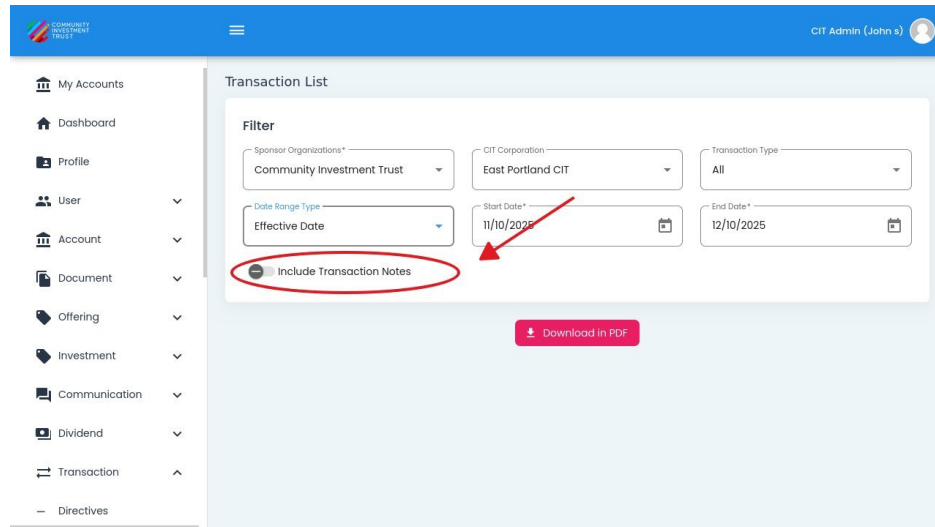 COMMUNITY
INVESTMENT
TRUST
CIT Admin (John s)
My Accounts
Dashboard
Profile
User
Account
Document
Offering
Investment
Communication
Dividend
Transaction
Directives
Transaction List
Filter
Sponsor Organizations*
Community Investment Trust
CIT Corporation
East Portland CIT
Transaction Type
All
Date Range Type
Effective Date
Start Date*
11/10/2025
End Date*
12/10/2025
Include Transaction Notes
Download in PDF